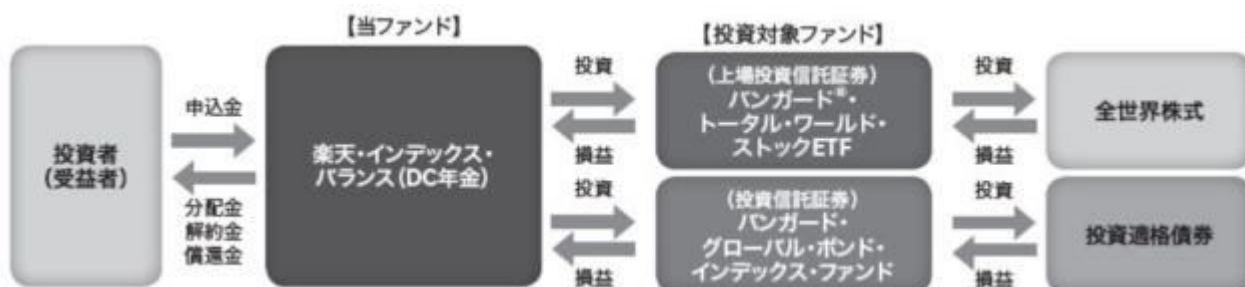 【当ファンド】
【投資対象ファンド】
投資者
(受益者)
申込金
分配金
解約金
償還金
楽天・インデックス・
バランス(DC年金)
投資
損益
投資
損益
(上場投資信託証券)
バンガード®・
トータル・ワールド・
ストックETF
(投資信託証券)
バンガード・
グローバル・ボンド・
インデックス・ファンド
投資
損益
投資
損益
全世界株式
投資適格債券